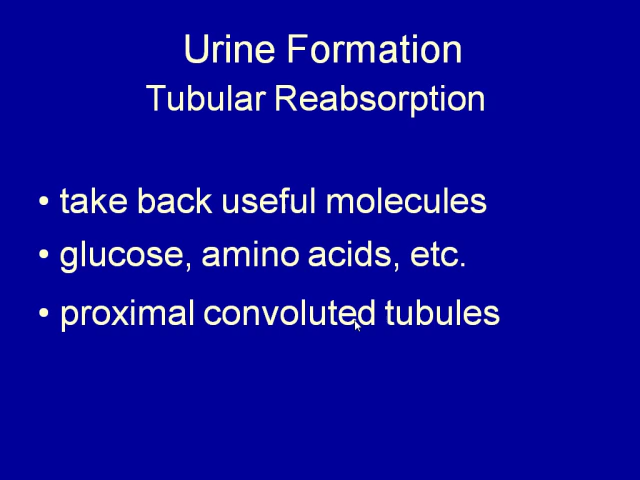 Urine Formation
Tubular Reabsorption
• take back useful molecules
• glucose, amino acids, etc.
• proximal convoluted tubules